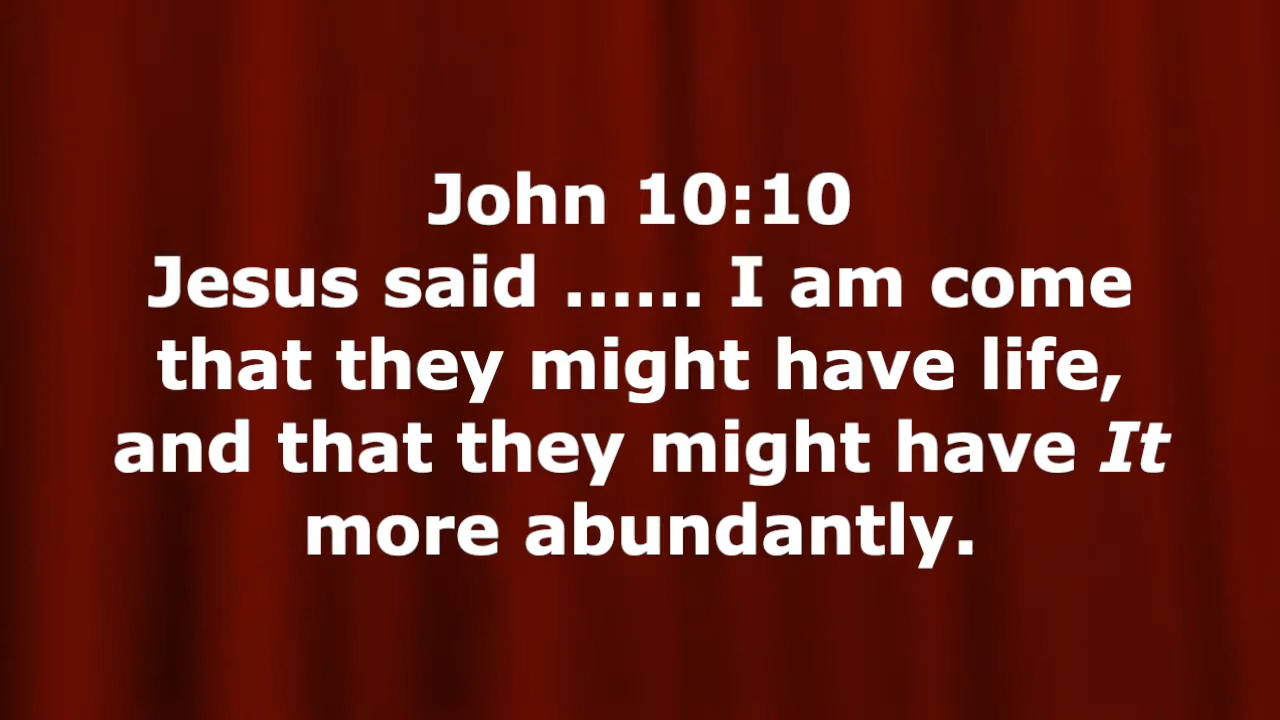 John 10:10
Jesus said ...... I am come
that they might have life,
and that they might have It
more abundantly.